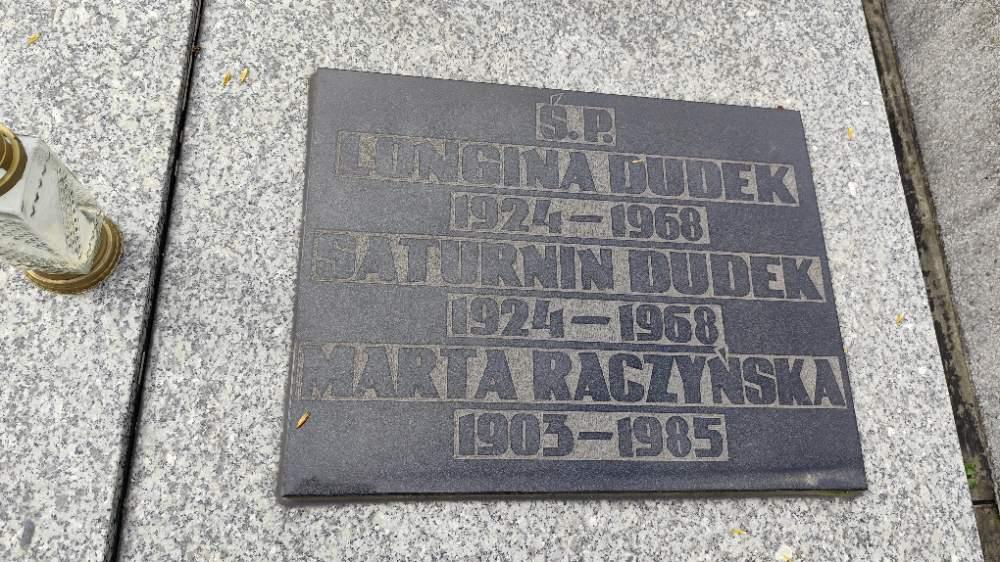 Ś.P.
LONGINA DUDEK
1924-1968
SATURNIN DUDEK
1924-1968
MARTA RACZYŃSKA
1903-1985